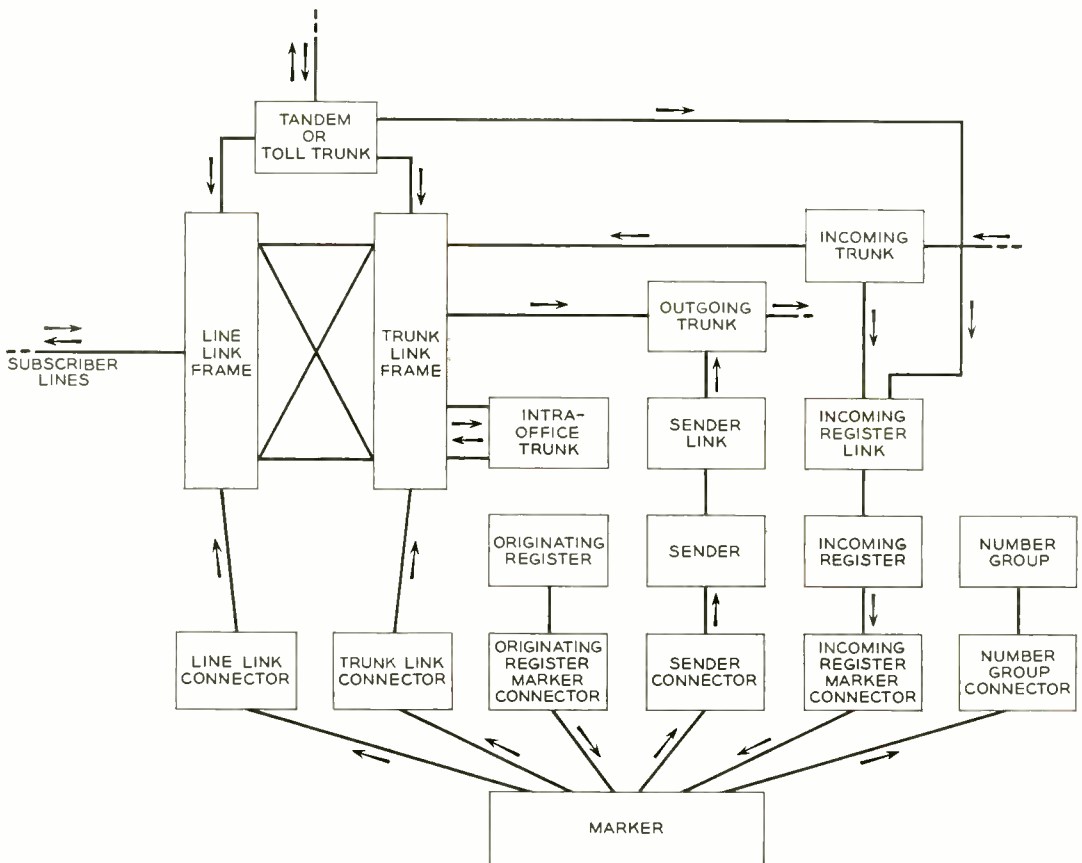 TANDEM
OR
TOLL TRUNK
INCOMING
TRUNK
OUTGOING
TRUNK
LINE
LINK
FRAME
TRUNK
LINK
FRAME
SUBSCRIBER
LINES
INTRA-
OFFICE
TRUNK
SENDER
LINK
INCOMING
REGISTER
LINK
ORIGINATING
REGISTER
SENDER
INCOMING
REGISTER
NUMBER
GROUP
LINE LINK
CONNECTOR
TRUNK LINK
CONNECTOR
ORIGINATING
REGISTER
MARKER
CONNECTOR
SENDER
CONNECTOR
INCOMING
REGISTER
MARKER
CONNECTOR
NUMBER
GROUP
CONNECTOR
MARKER